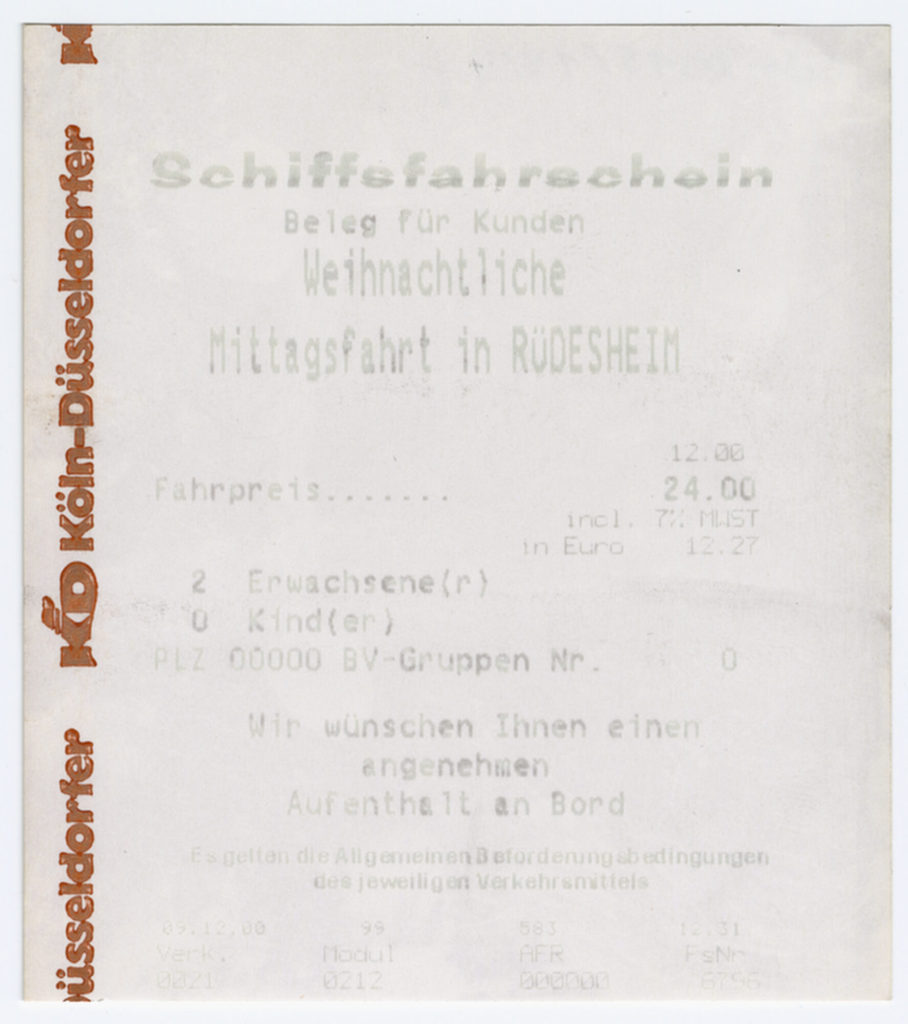 Schiffsfahrschein
Beleg für Kunden
Weihnachtliche
Mittagsfahrt in RÜDESHEIM
12.00
Fahrpreis....... 24.00
incl. 7% MWST
in Euro 12.27
2 Erwachsene(r)
0 Kind(er)
PLZ 00000 BV-Gruppen Nr. 0
Wir wünschen Ihnen einen
angenehmen
Aufenthalt an Bord
Es gelten die Allgemeinen Beförderungsbedingungen
des jeweiligen Verkehrsmittels
09.12.00 99 583 12.31
Verk. Modul AFR FsNr
0021 0212 000000 6796
Düsseldorfer
KD Köln-Düsseldorfer